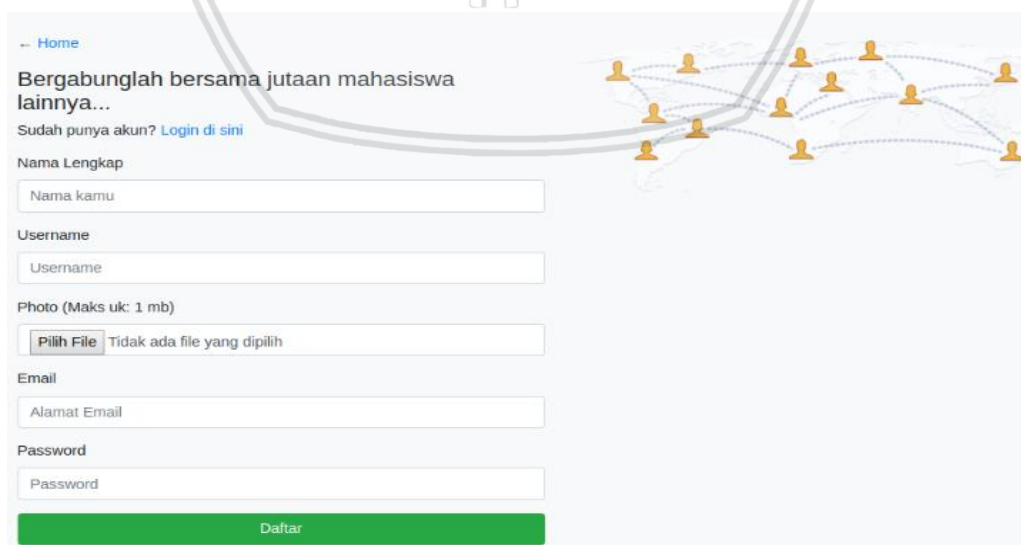 ← Home
Bergabunglah bersama jutaan mahasiswa
lainnya...
Sudah punya akun? Login di sini
Nama Lengkap
Nama kamu
Username
Username
Photo (Maks uk: 1 mb)
Pilih File Tidak ada file yang dipilih
Email
Alamat Email
Password
Password
Daftar